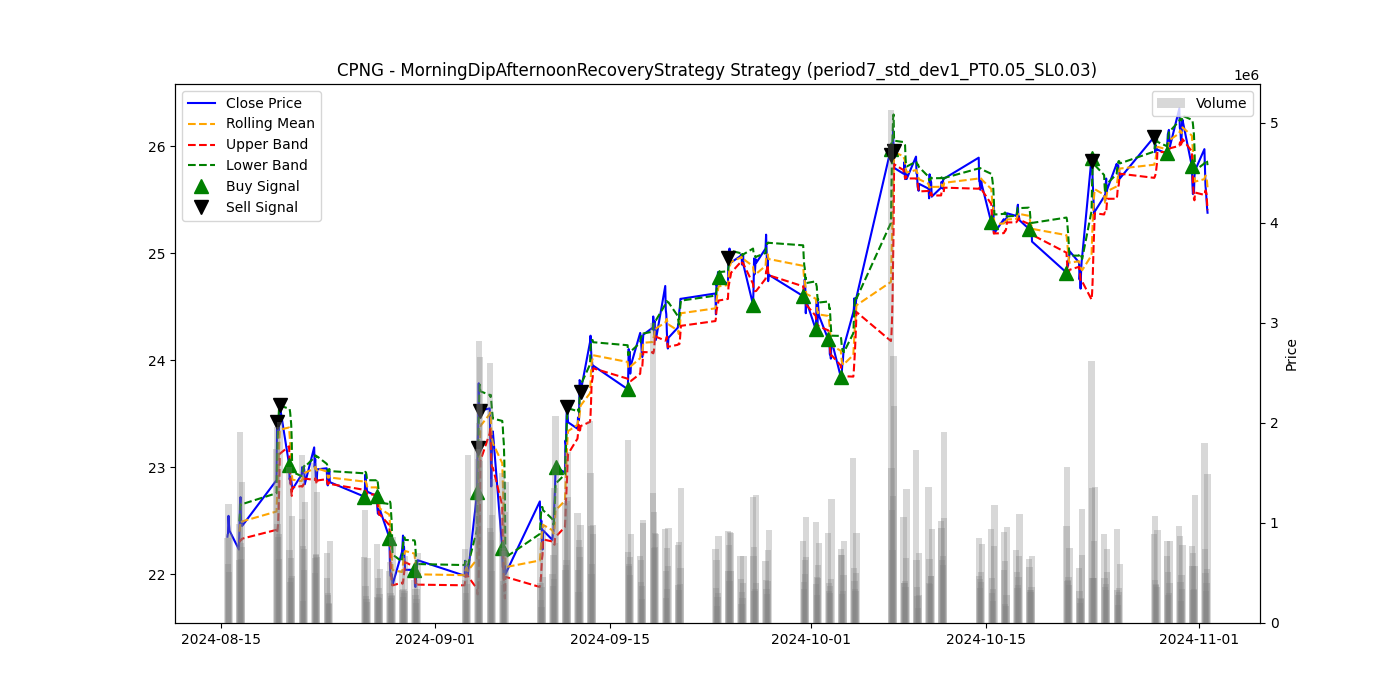 CPNG - MorningDipAfternoonRecoveryStrategy Strategy (period7_std_dev1_PT0.05_SL0.03)
1e6
Close Price
Rolling Mean
Upper Band
Lower Band
Buy Signal
Sell Signal
Volume
26
25
24
23
22
5
4
3
2
1
0
Price
2024-08-15
2024-09-01
2024-09-15
2024-10-01
2024-10-15
2024-11-01